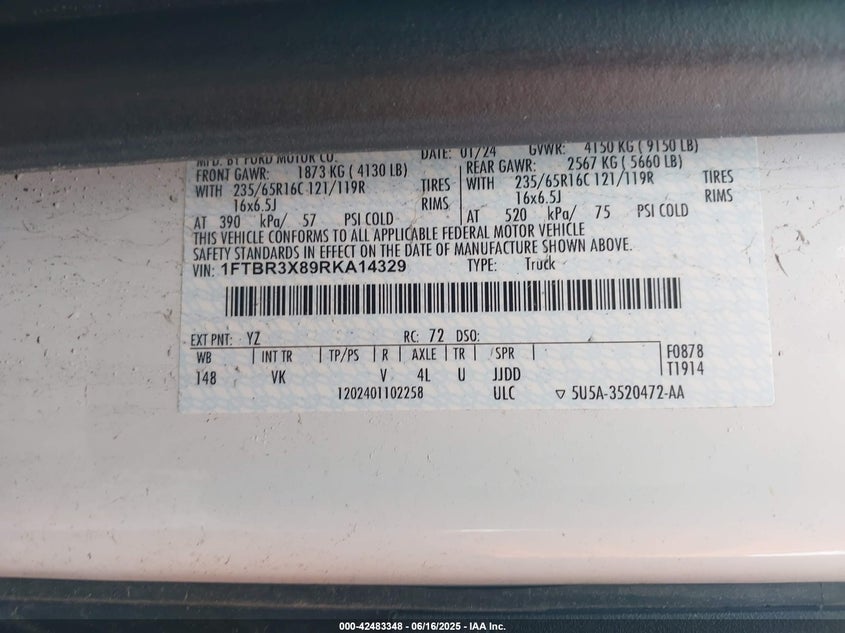 MFD. BY FORD MOTOR CO. DATE: 01/24 GVWR: 4150 KG ( 9150 LB)
FRONT GAWR: 1873 KG ( 4130 LB) REAR GAWR: 2567 KG ( 5660 LB)
WITH 235/65R16C 121/119R TIRES WITH 235/65R16C 121/119R TIRES
16x6.5J RIMS 16x6.5J RIMS
AT 390 kPa/ 57 PSI COLD AT 520 kPa/ 75 PSI COLD
THIS VEHICLE CONFORMS TO ALL APPLICABLE FEDERAL MOTOR VEHICLE
SAFETY STANDARDS IN EFFECT ON THE DATE OF MANUFACTURE SHOWN ABOVE.
VIN: 1FTBR3X89RKA14329 TYPE: Truck
EXT PNT: YZ RC: 72 DSO:
WB INT TR TP/PS R AXLE TR SPR F0878
148 VK V 4L U JJDD T1914
1202401102258 ULC ▽ 5U5A-3520472-AA
000-42483348 - 06/16/2025 - IAA Inc.